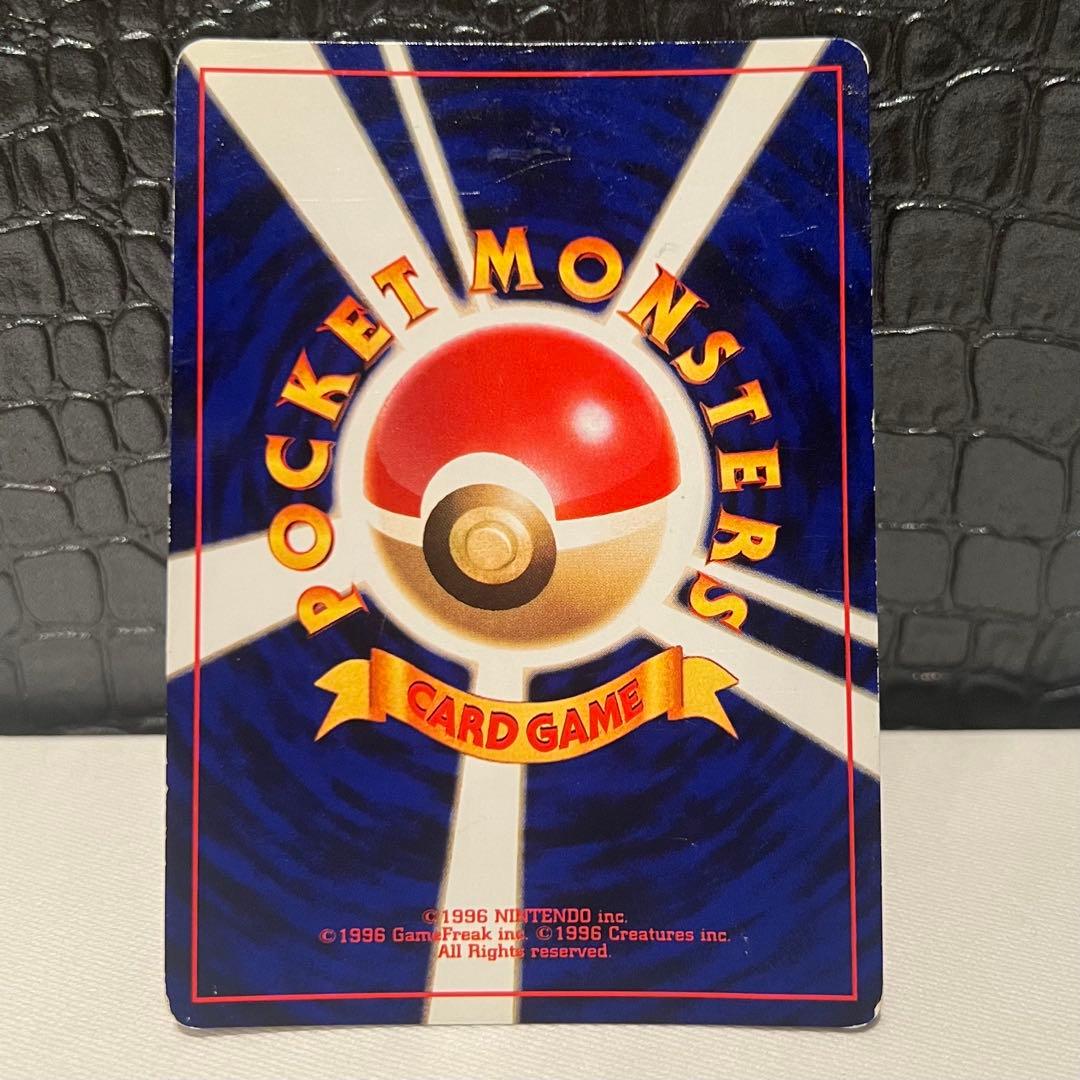 POCKET MONSTERS
CARD GAME
©1996 NINTENDO inc.
©1996 GameFreak inc. ©1996 Creatures inc.
All Rights reserved.